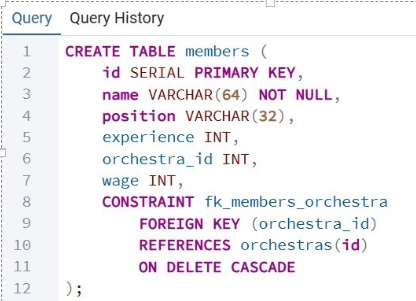 Query Query History
1 CREATE TABLE members (
2 id SERIAL PRIMARY KEY,
3 name VARCHAR(64) NOT NULL,
4 position VARCHAR(32),
5 experience INT,
6 orchestra_id INT,
7 wage INT,
8 CONSTRAINT fk_members_orchestra
9 FOREIGN KEY (orchestra_id)
10 REFERENCES orchestras(id)
11 ON DELETE CASCADE
12 );